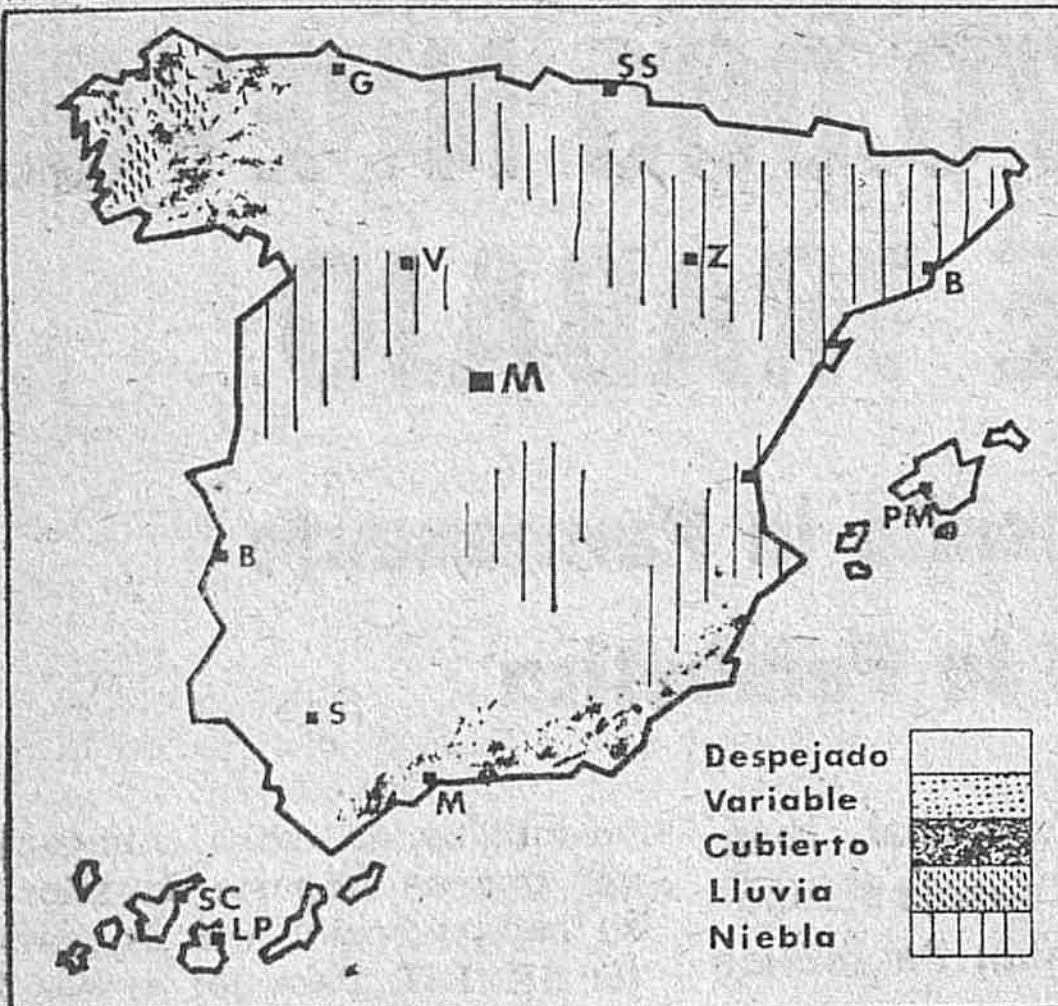 G
SS
V
Z
B
M
PM
B
S
M
SC
LP
Despejado
Variable
Cubierto
Lluvia
Niebla